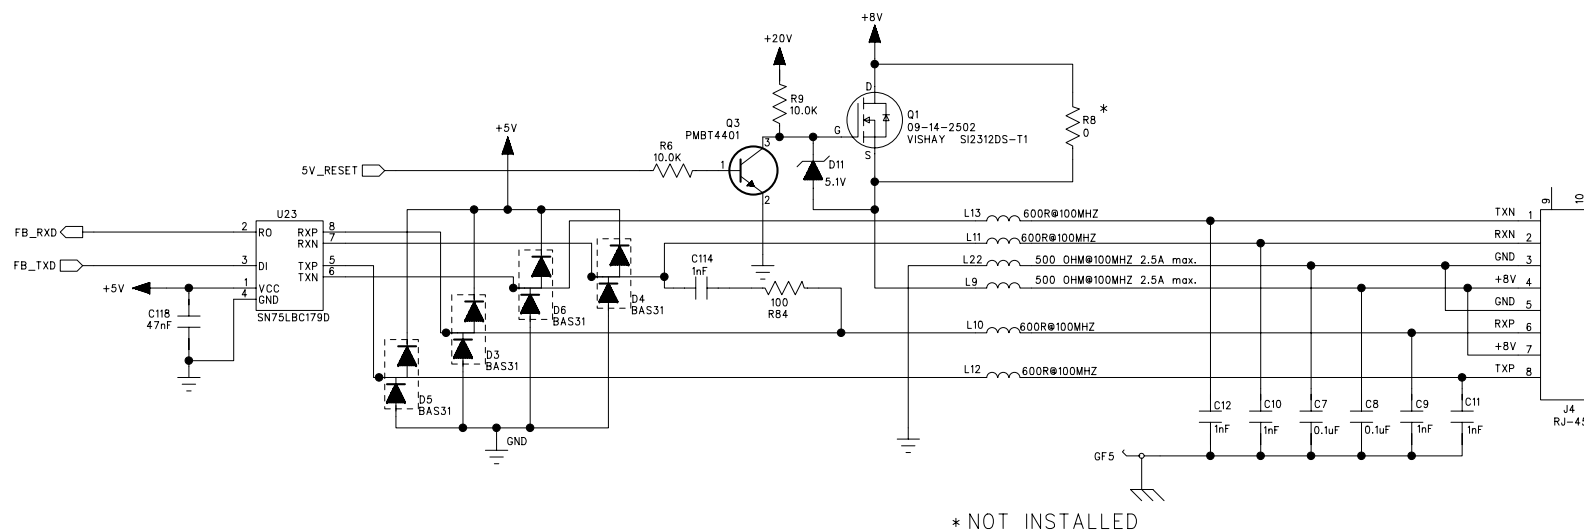 +8V
+20V
R9
10.0K
D
*
R8
0
Q1
09-14-2502
VISHAY SI2312DS-T1
G
S
Q3
PMBT4401
3
1
2
D11
5.1V
+5V
R6
10.0K
5V_RESET
U23
FB_RXD
2 RO
RXP 8
RXN 7
FB_TXD
3 DI
TXP 5
TXN 6
+5V
1 VCC
4 GND
SN75LBC179D
C118
47nF
D6
BAS31
D4
BAS31
D3
BAS31
D5
BAS31
GND
C114
1nF
100
R84
L13 600R@100MHZ
L11 600R@100MHZ
L22 500 OHM@100MHZ 2.5A max.
L9 500 OHM@100MHZ 2.5A max.
L10 600R@100MHZ
L12 600R@100MHZ
9
10
TXN 1
RXN 2
GND 3
+8V 4
GND 5
RXP 6
+8V 7
TXP 8
J4
RJ-45
C12
1nF
C10
1nF
C7
0.1uF
C8
0.1uF
C9
1nF
C11
1nF
GF5
* NOT INSTALLED